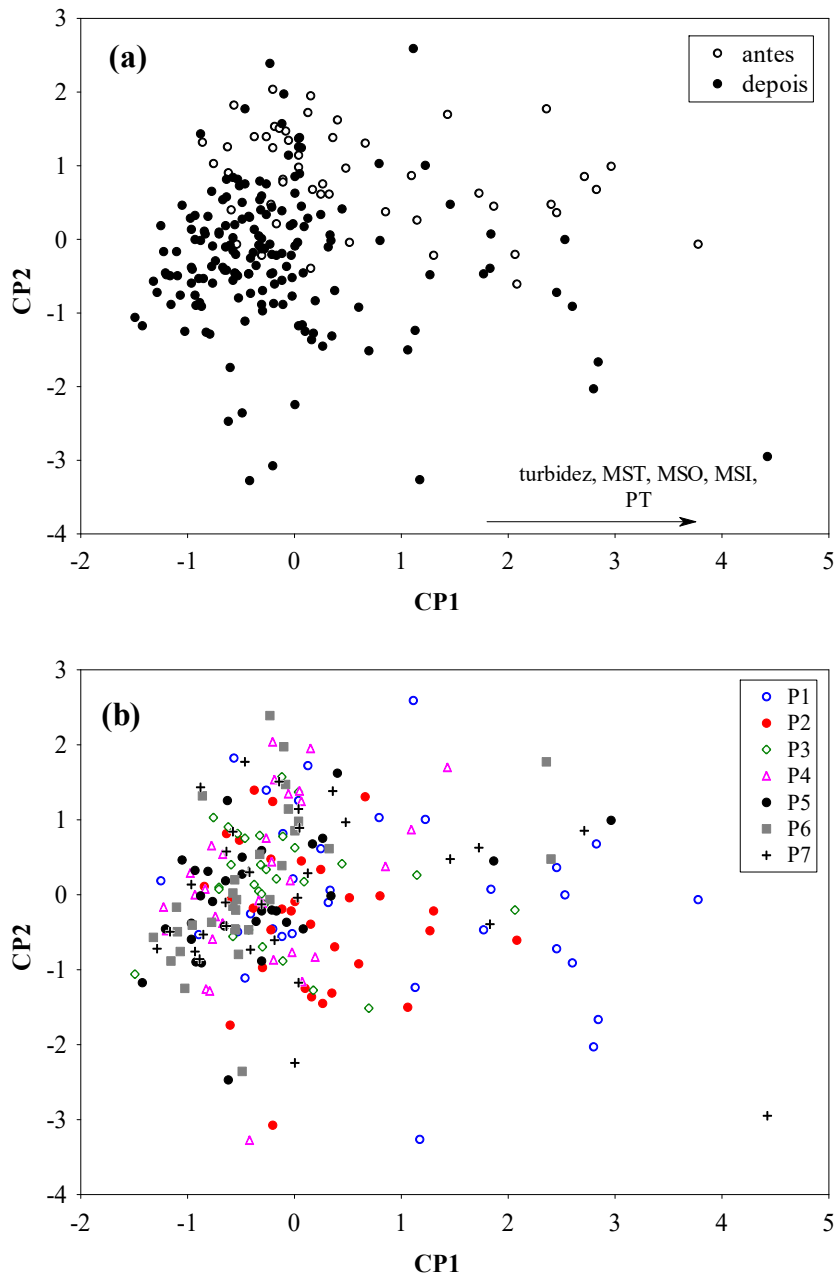 (a)
antes
depois
3
2
1
0
-1
-2
-3
-4
CP2
turbidez, MST, MSO, MSI,
PT
-2 -1 0 1 2 3 4 5
CP1
(b)
P1
P2
P3
P4
P5
P6
P7
3
2
1
0
-1
-2
-3
-4
CP2
-2 -1 0 1 2 3 4 5
CP1